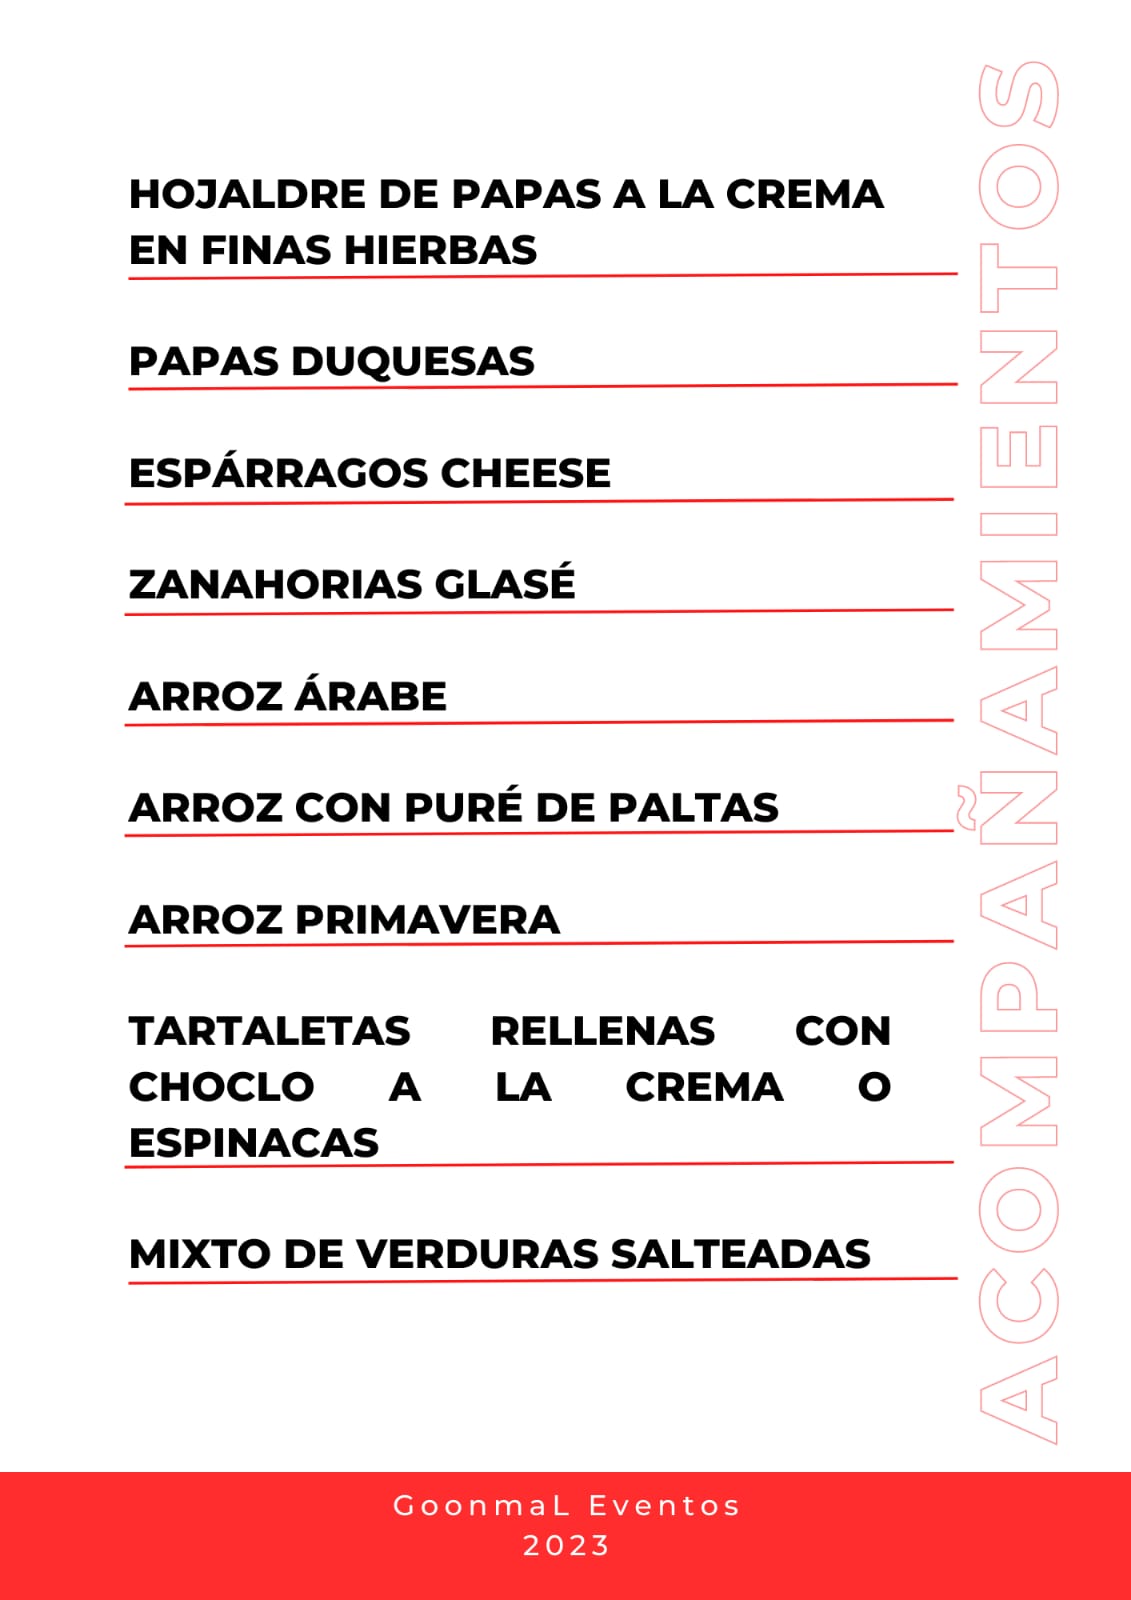 HOJALDRE DE PAPAS A LA CREMA
EN FINAS HIERBAS
PAPAS DUQUESAS
ESPÁRRAGOS CHEESE
ZANAHORIAS GLASÉ
ARROZ ÁRABE
ARROZ CON PURÉ DE PALTAS
ARROZ PRIMAVERA
TARTALETAS RELLENAS CON
CHOCLO A LA CREMA O
ESPINACAS
MIXTO DE VERDURAS SALTEADAS
ACOMPAÑAMIENTOS
GoonmaL Eventos
2023